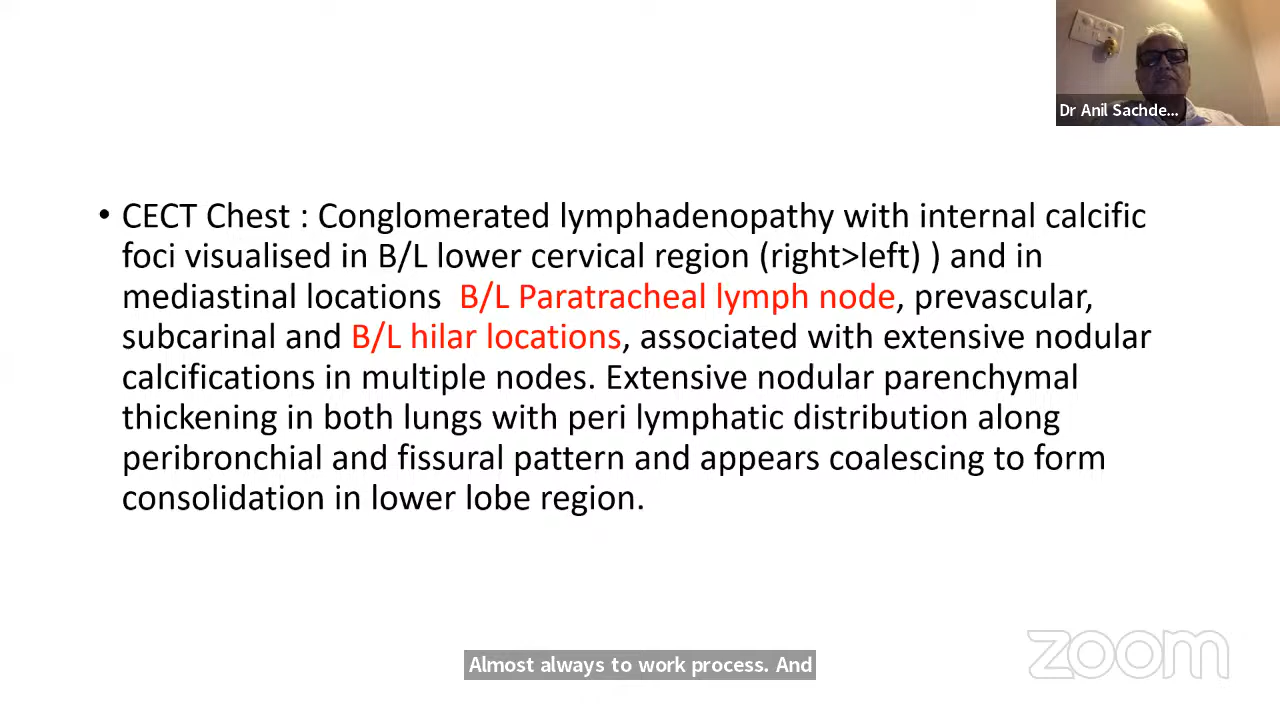 Dr Anil Sachde...
• CECT Chest : Conglomerated lymphadenopathy with internal calcific
foci visualised in B/L lower cervical region (right>left) ) and in
mediastinal locations B/L Paratracheal lymph node, prevascular,
subcarinal and B/L hilar locations, associated with extensive nodular
calcifications in multiple nodes. Extensive nodular parenchymal
thickening in both lungs with peri lymphatic distribution along
peribronchial and fissural pattern and appears coalescing to form
consolidation in lower lobe region.
zoom
Almost always to work process. And